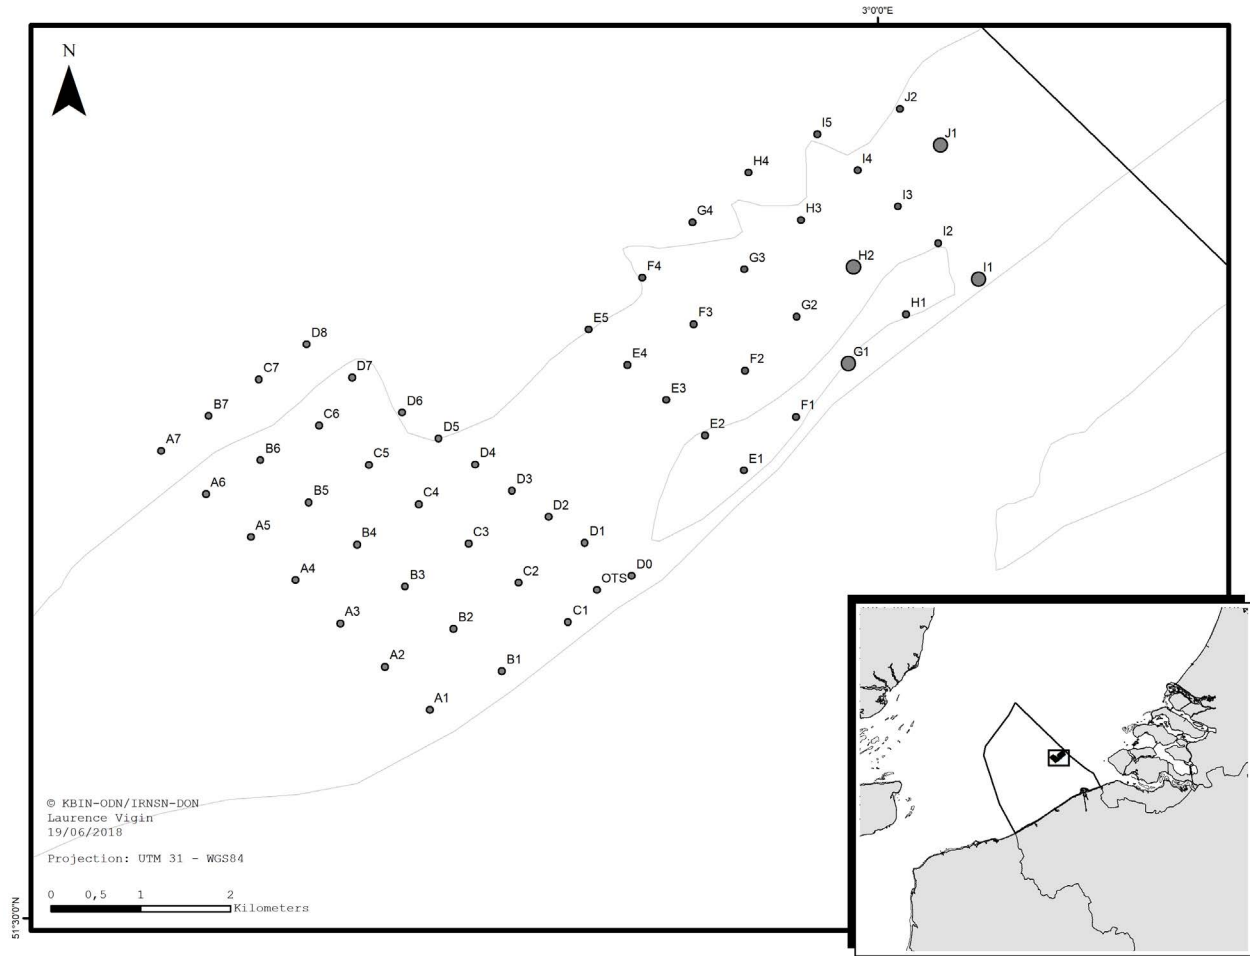 3°0'0"E
N
J2
I5
J1
H4
I4
I3
G4
H3
I2
H2
G3
I1
F4
H1
G2
F3
E5
D8
G1
E4
F2
C7
D7
E3
B7
D6
F1
C6
E2
D5
A7
B6
C5
D4
E1
A6
D3
B5
C4
D2
A5
B4
C3
D1
D0
A4
B3
C2
OTS
A3
B2
C1
A2
B1
A1
© KBIN-ODN/IRNSN-DON
Laurence Vigin
19/06/2018
Projection: UTM 31 - WGS84
0 0,5 1 2
Kilometers
51°30'0"N